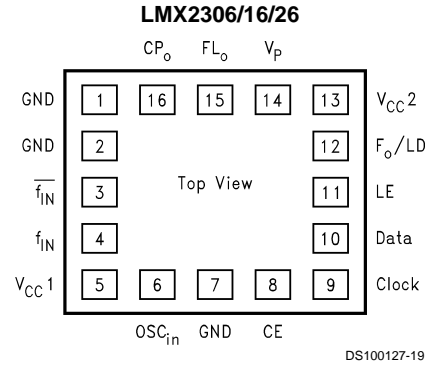 LMX2306/16/26
CPo FLo VP
GND 1 16 15 14 13 VCC2
GND 2 12 Fo/LD
f̅I̅N̅ 3 Top View 11 LE
fIN 4 10 Data
VCC1 5 6 7 8 9 Clock
OSCin GND CE
DS100127-19